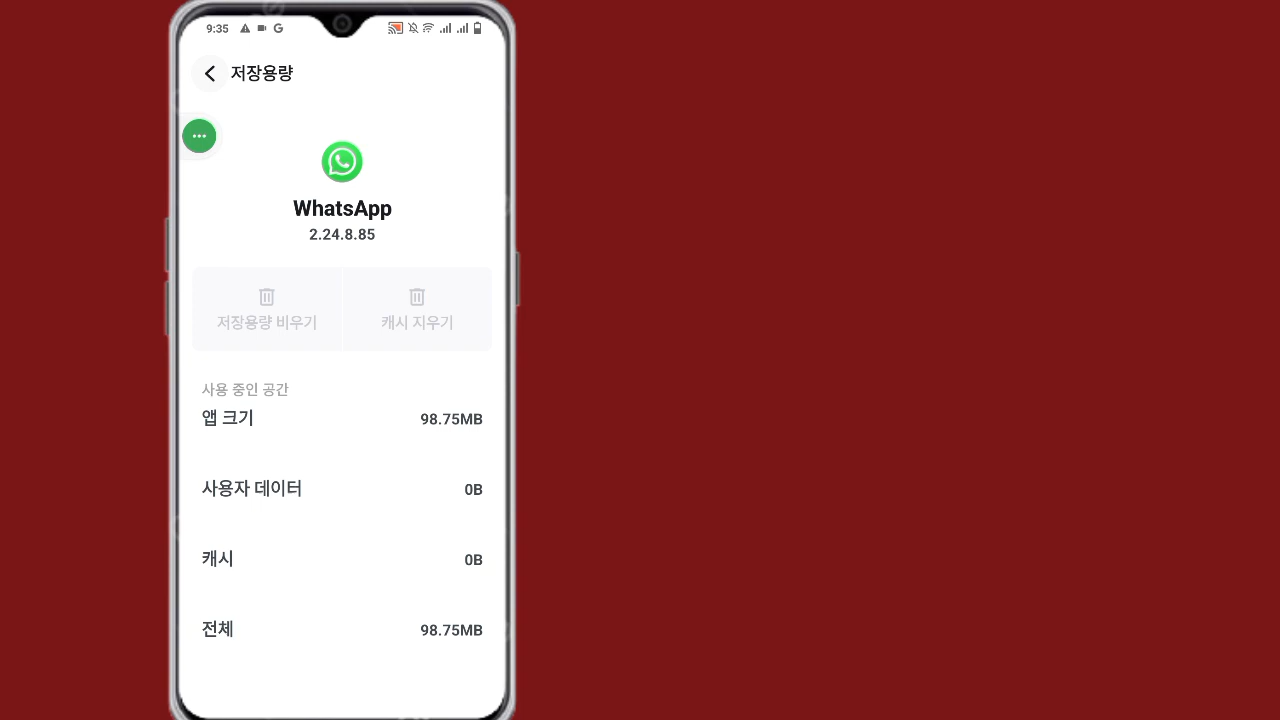 9:35
저장용량
WhatsApp
2.24.8.85
저장용량 비우기
캐시 지우기
사용 중인 공간
앱 크기 98.75MB
사용자 데이터 0B
캐시 0B
전체 98.75MB